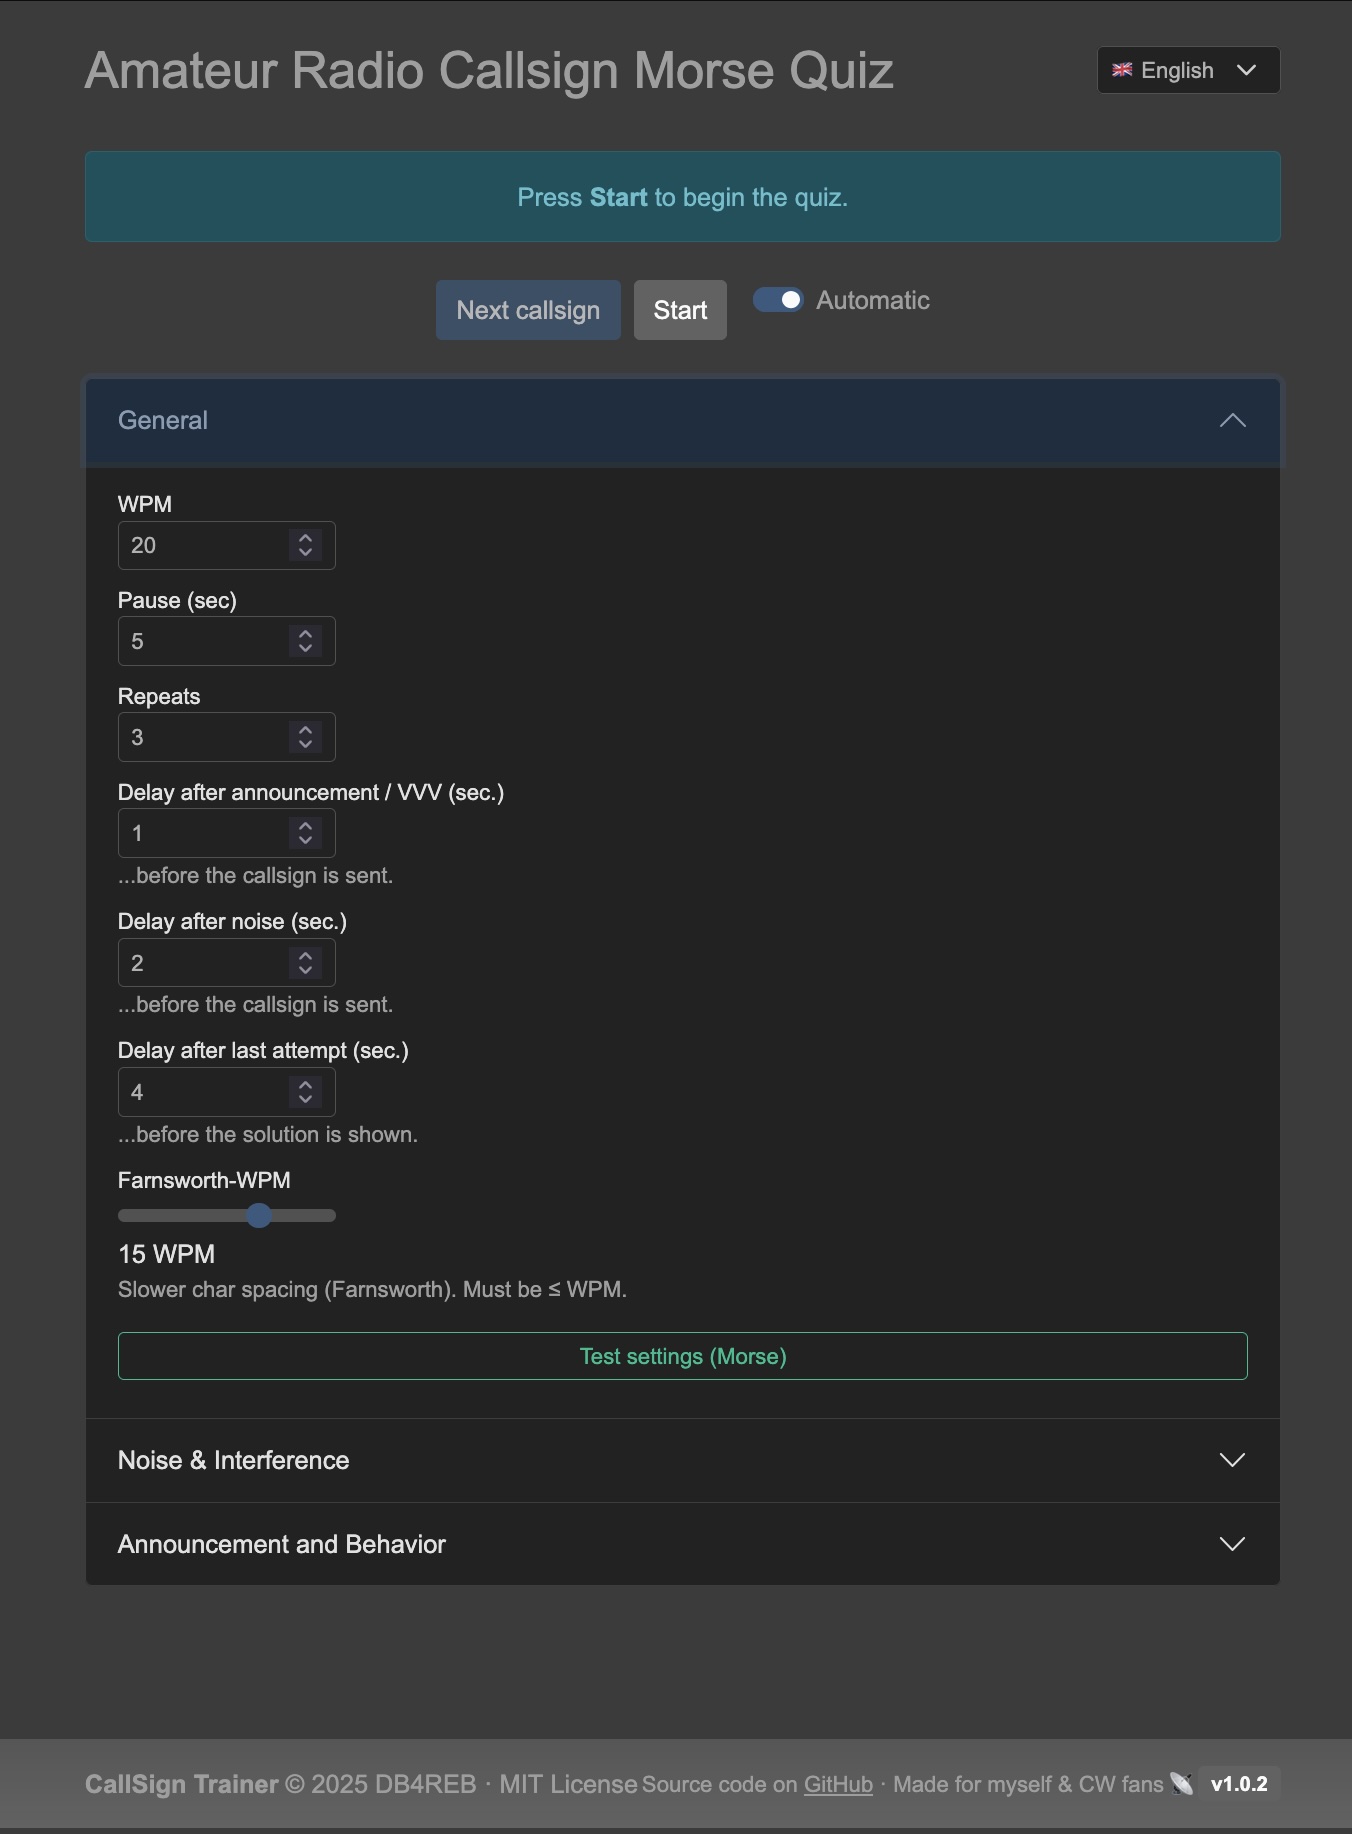 Amateur Radio Callsign Morse Quiz
English
Press Start to begin the quiz.
Next callsign
Start
Automatic
General
WPM
20
Pause (sec)
5
Repeats
3
Delay after announcement / VVV (sec.)
1
...before the callsign is sent.
Delay after noise (sec.)
2
...before the callsign is sent.
Delay after last attempt (sec.)
4
...before the solution is shown.
Farnsworth-WPM
15 WPM
Slower char spacing (Farnsworth). Must be ≤ WPM.
Test settings (Morse)
Noise & Interference
Announcement and Behavior
CallSign Trainer © 2025 DB4REB · MIT License Source code on GitHub · Made for myself & CW fans 📡 v1.0.2